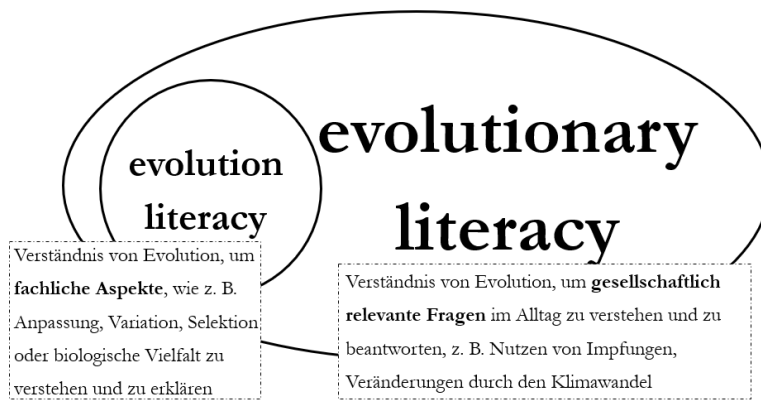 evolution
literacy
evolutionary
literacy
Verständnis von Evolution, um
fachliche Aspekte, wie z. B.
Anpassung, Variation, Selektion
oder biologische Vielfalt zu
verstehen und zu erklären
Verständnis von Evolution, um gesellschaftlich
relevante Fragen im Alltag zu verstehen und zu
beantworten, z. B. Nutzen von Impfungen,
Veränderungen durch den Klimawandel